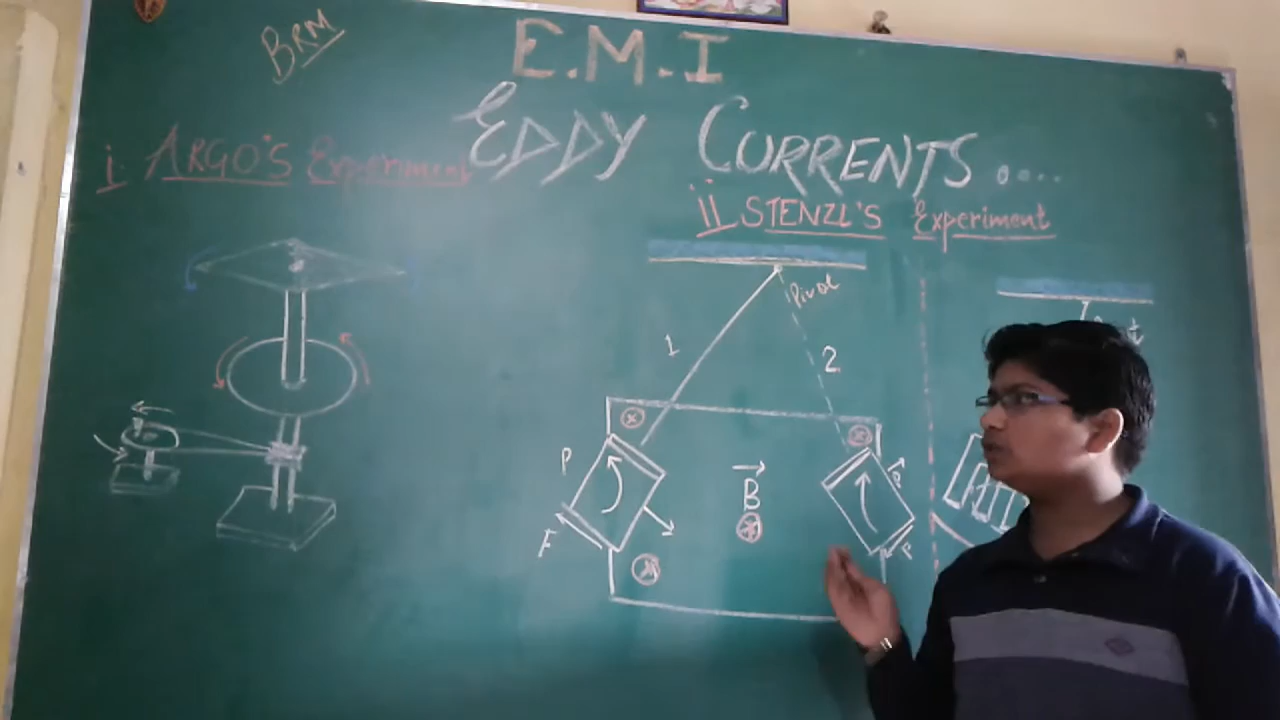 BRM
E.M.I
EDDY CURRENTS....
i. ARGO'S Experiment
ii STENZL'S Experiment
Pivot
1
2
P
B
F
F